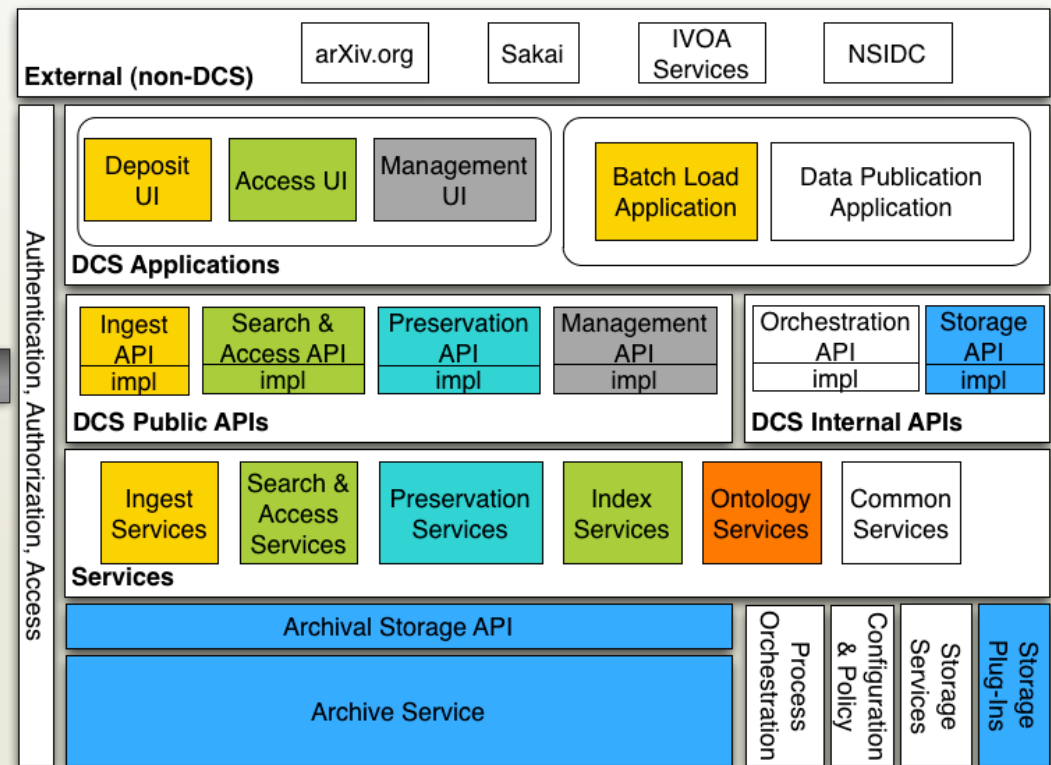 arXiv.org
Sakai
IVOA
Services
NSIDC
External (non-DCS)
Authentication, Authorization, Access
Deposit
UI
Access UI
Management
UI
Batch Load
Application
Data Publication
Application
DCS Applications
Ingest
API
impl
Search &
Access API
impl
Preservation
API
impl
Management
API
impl
DCS Public APIs
Orchestration
API
impl
Storage
API
impl
DCS Internal APIs
Ingest
Services
Search &
Access
Services
Preservation
Services
Index
Services
Ontology
Services
Common
Services
Services
Archival Storage API
Archive Service
Process
Orchestration
Configuration
& Policy
Storage
Services
Storage
Plug-Ins